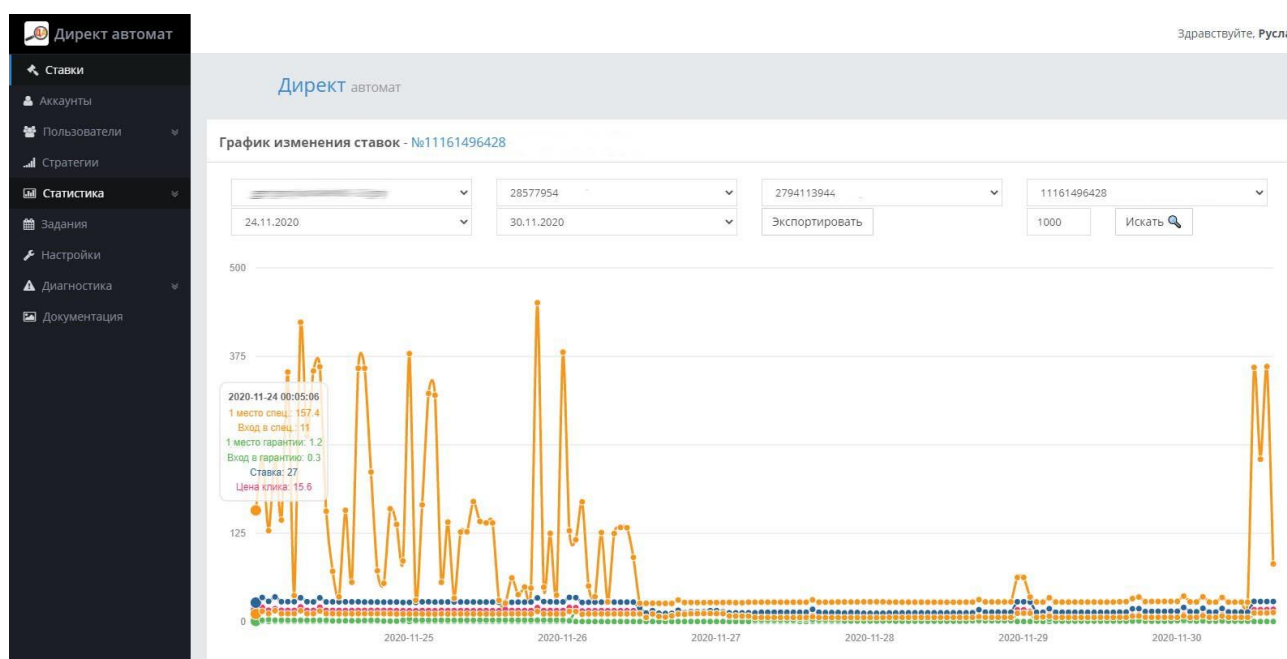 Директ автомат
Здравствуйте, Русла
Ставки
Аккаунты
Пользователи
Стратегии
Статистика
Задания
Настройки
Диагностика
Документация
Директ автомат
График изменения ставок - №11161496428
28577954
2794113944
11161496428
24.11.2020
30.11.2020
Экспортировать
1000
Искать
500
375
125
0
2020-11-24 00:05:06
1 место спец.: 157.4
Вход в спец.: 11
1 место гарантии: 1.2
Вход в гарантию: 0.3
Ставка: 27
Цена клика: 15.6
2020-11-25
2020-11-26
2020-11-27
2020-11-28
2020-11-29
2020-11-30